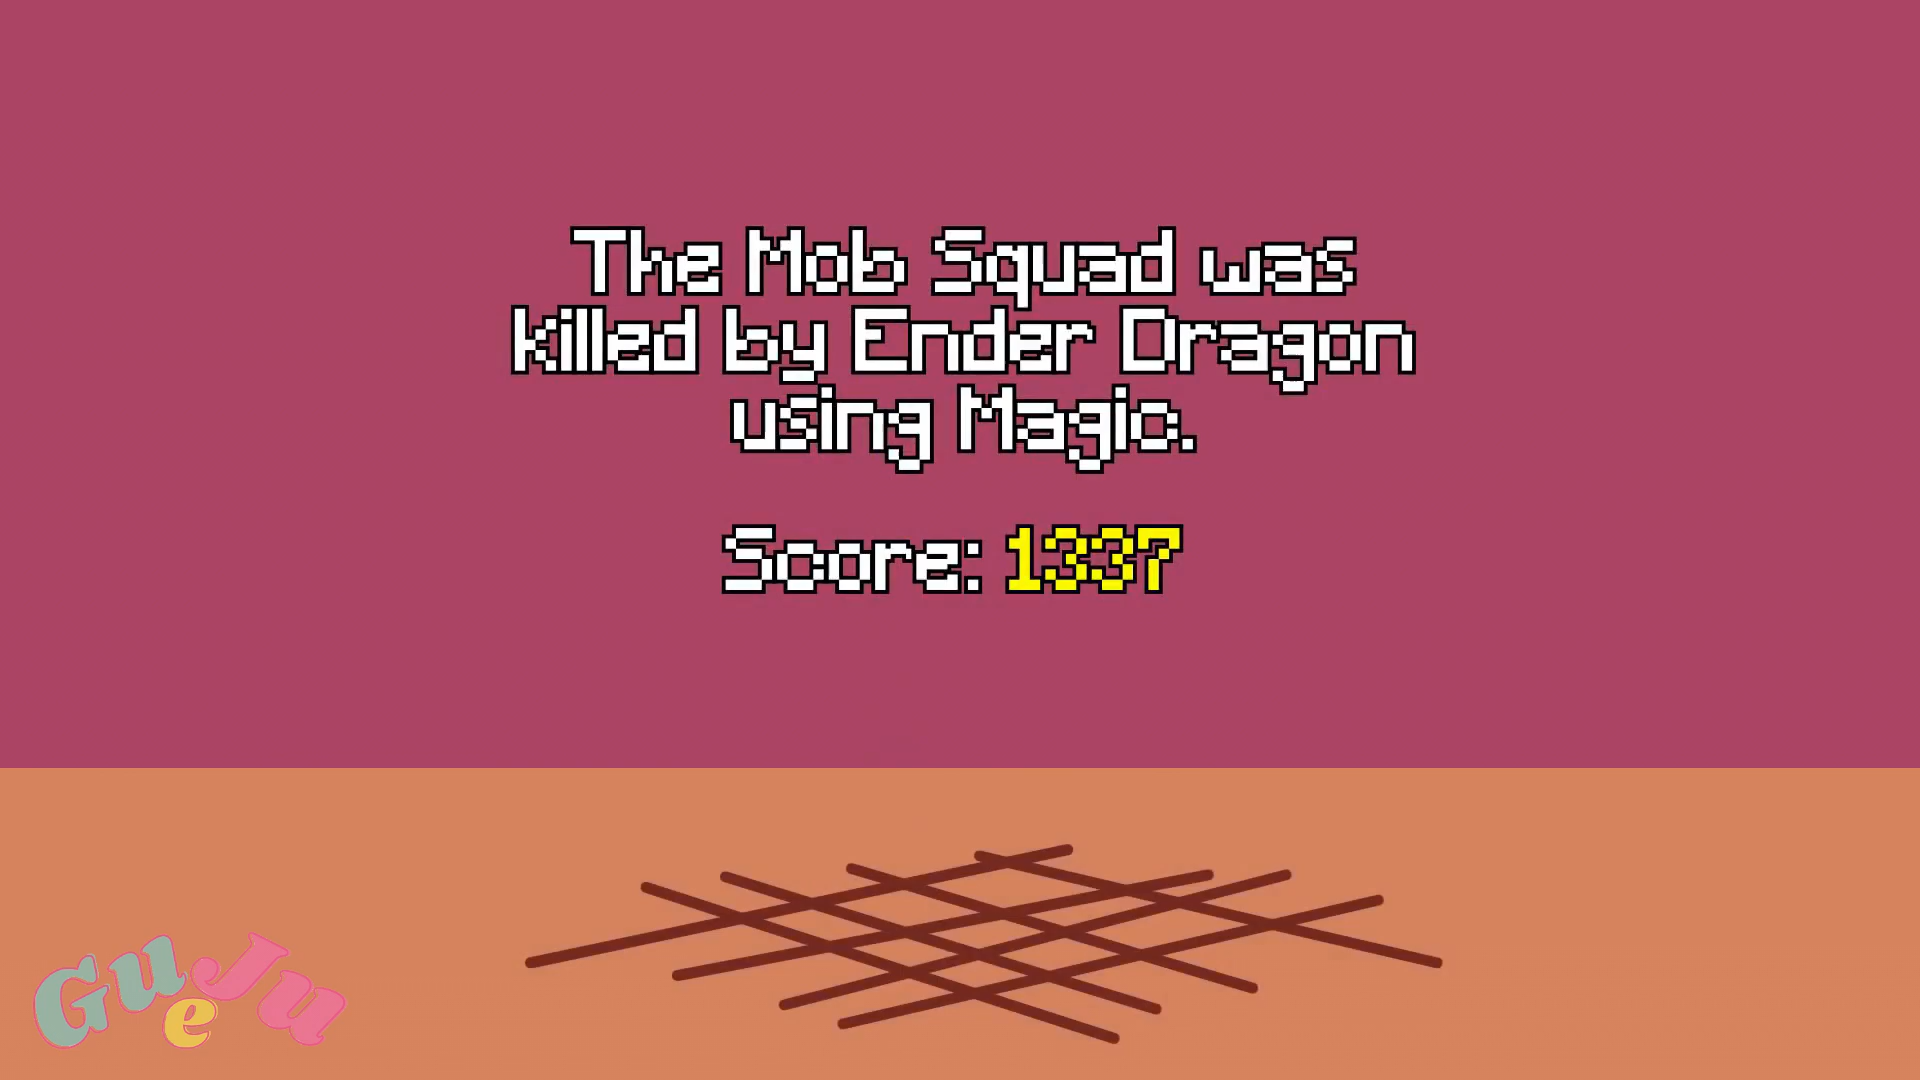 The Mob Squad was
killed by Ender Dragon
using Magic.
Score: 1337
GueJu